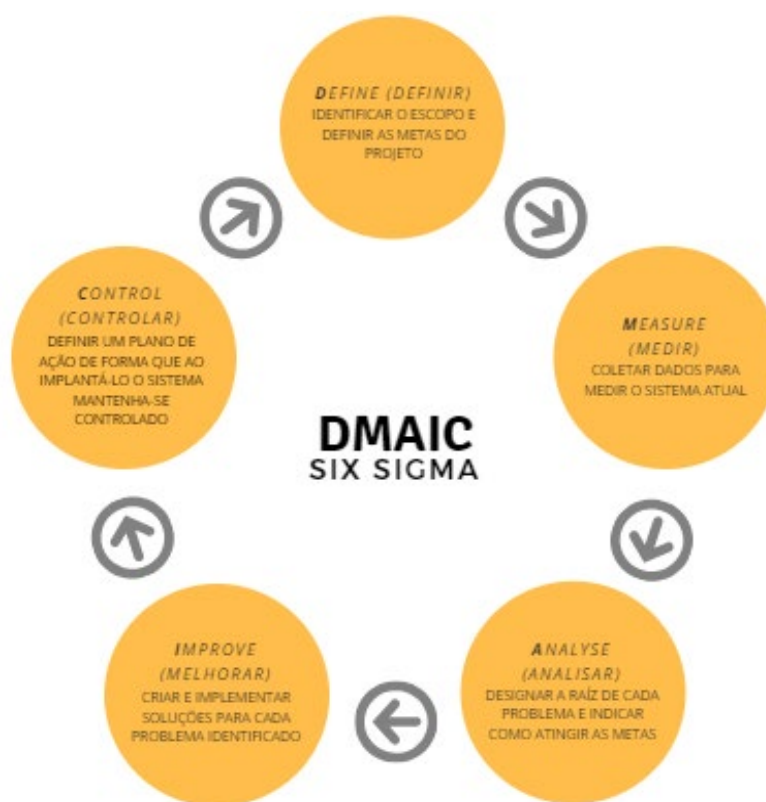 DEFINE (DEFINIR)
IDENTIFICAR O ESCOPO E
DEFINIR AS METAS DO
PROJETO
MEASURE
(MEDIR)
COLETAR DADOS PARA
MEDIR O SISTEMA ATUAL
ANALYSE
(ANALISAR)
DESIGNAR A RAÍZ DE CADA
PROBLEMA E INDICAR
COMO ATINGIR AS METAS
IMPROVE
(MELHORAR)
CRIAR E IMPLEMENTAR
SOLUÇÕES PARA CADA
PROBLEMA IDENTIFICADO
CONTROL
(CONTROLAR)
DEFINIR UM PLANO DE
AÇÃO DE FORMA QUE AO
IMPLANTÁ-LO O SISTEMA
MANTENHA-SE
CONTROLADO
DMAIC
SIX SIGMA